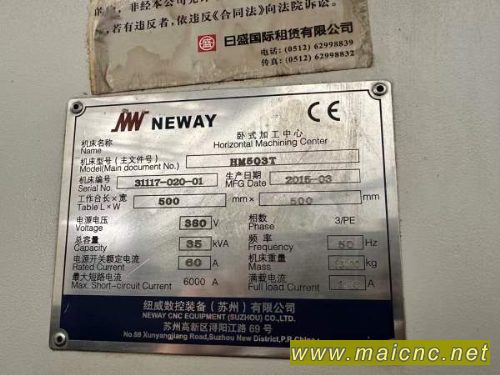 的，非经本公司允许
若有违反者，依违反《合同法》向法院诉讼。
日盛国际租赁有限公司
电话：(0512) 62998839
传真：(0512) 62998832
NEWAY
CE
机床名称
Name
卧式加工中心
Horizontal Machining Center
机床型号（主文件号）
Model(Main document No.)
HM503T
机床编号
Serial No.
31117-020-01
生产日期
MFG Date
2015-03
工作台长×宽
Table L×W
500 mm× 500 mm
电源电压
Voltage
380 V
相数
Phase
3/PE
总容量
Capacity
35 kVA
频率
Frequency
50 Hz
电源开关额定电流
Rated Current
60 A
机床重量
Mass
kg
最大短路电流
Max. Short-circuit Current
6000 A
满载电流
Full load Current
A
纽威数控装备（苏州）有限公司
NEWAY CNC EQUIPMENT (SUZHOU) CO.,LTD.
苏州高新区浔阳江路 69 号
Xunyangjiang Road,Suzhou New District,P.R.China
www.maicnc.net